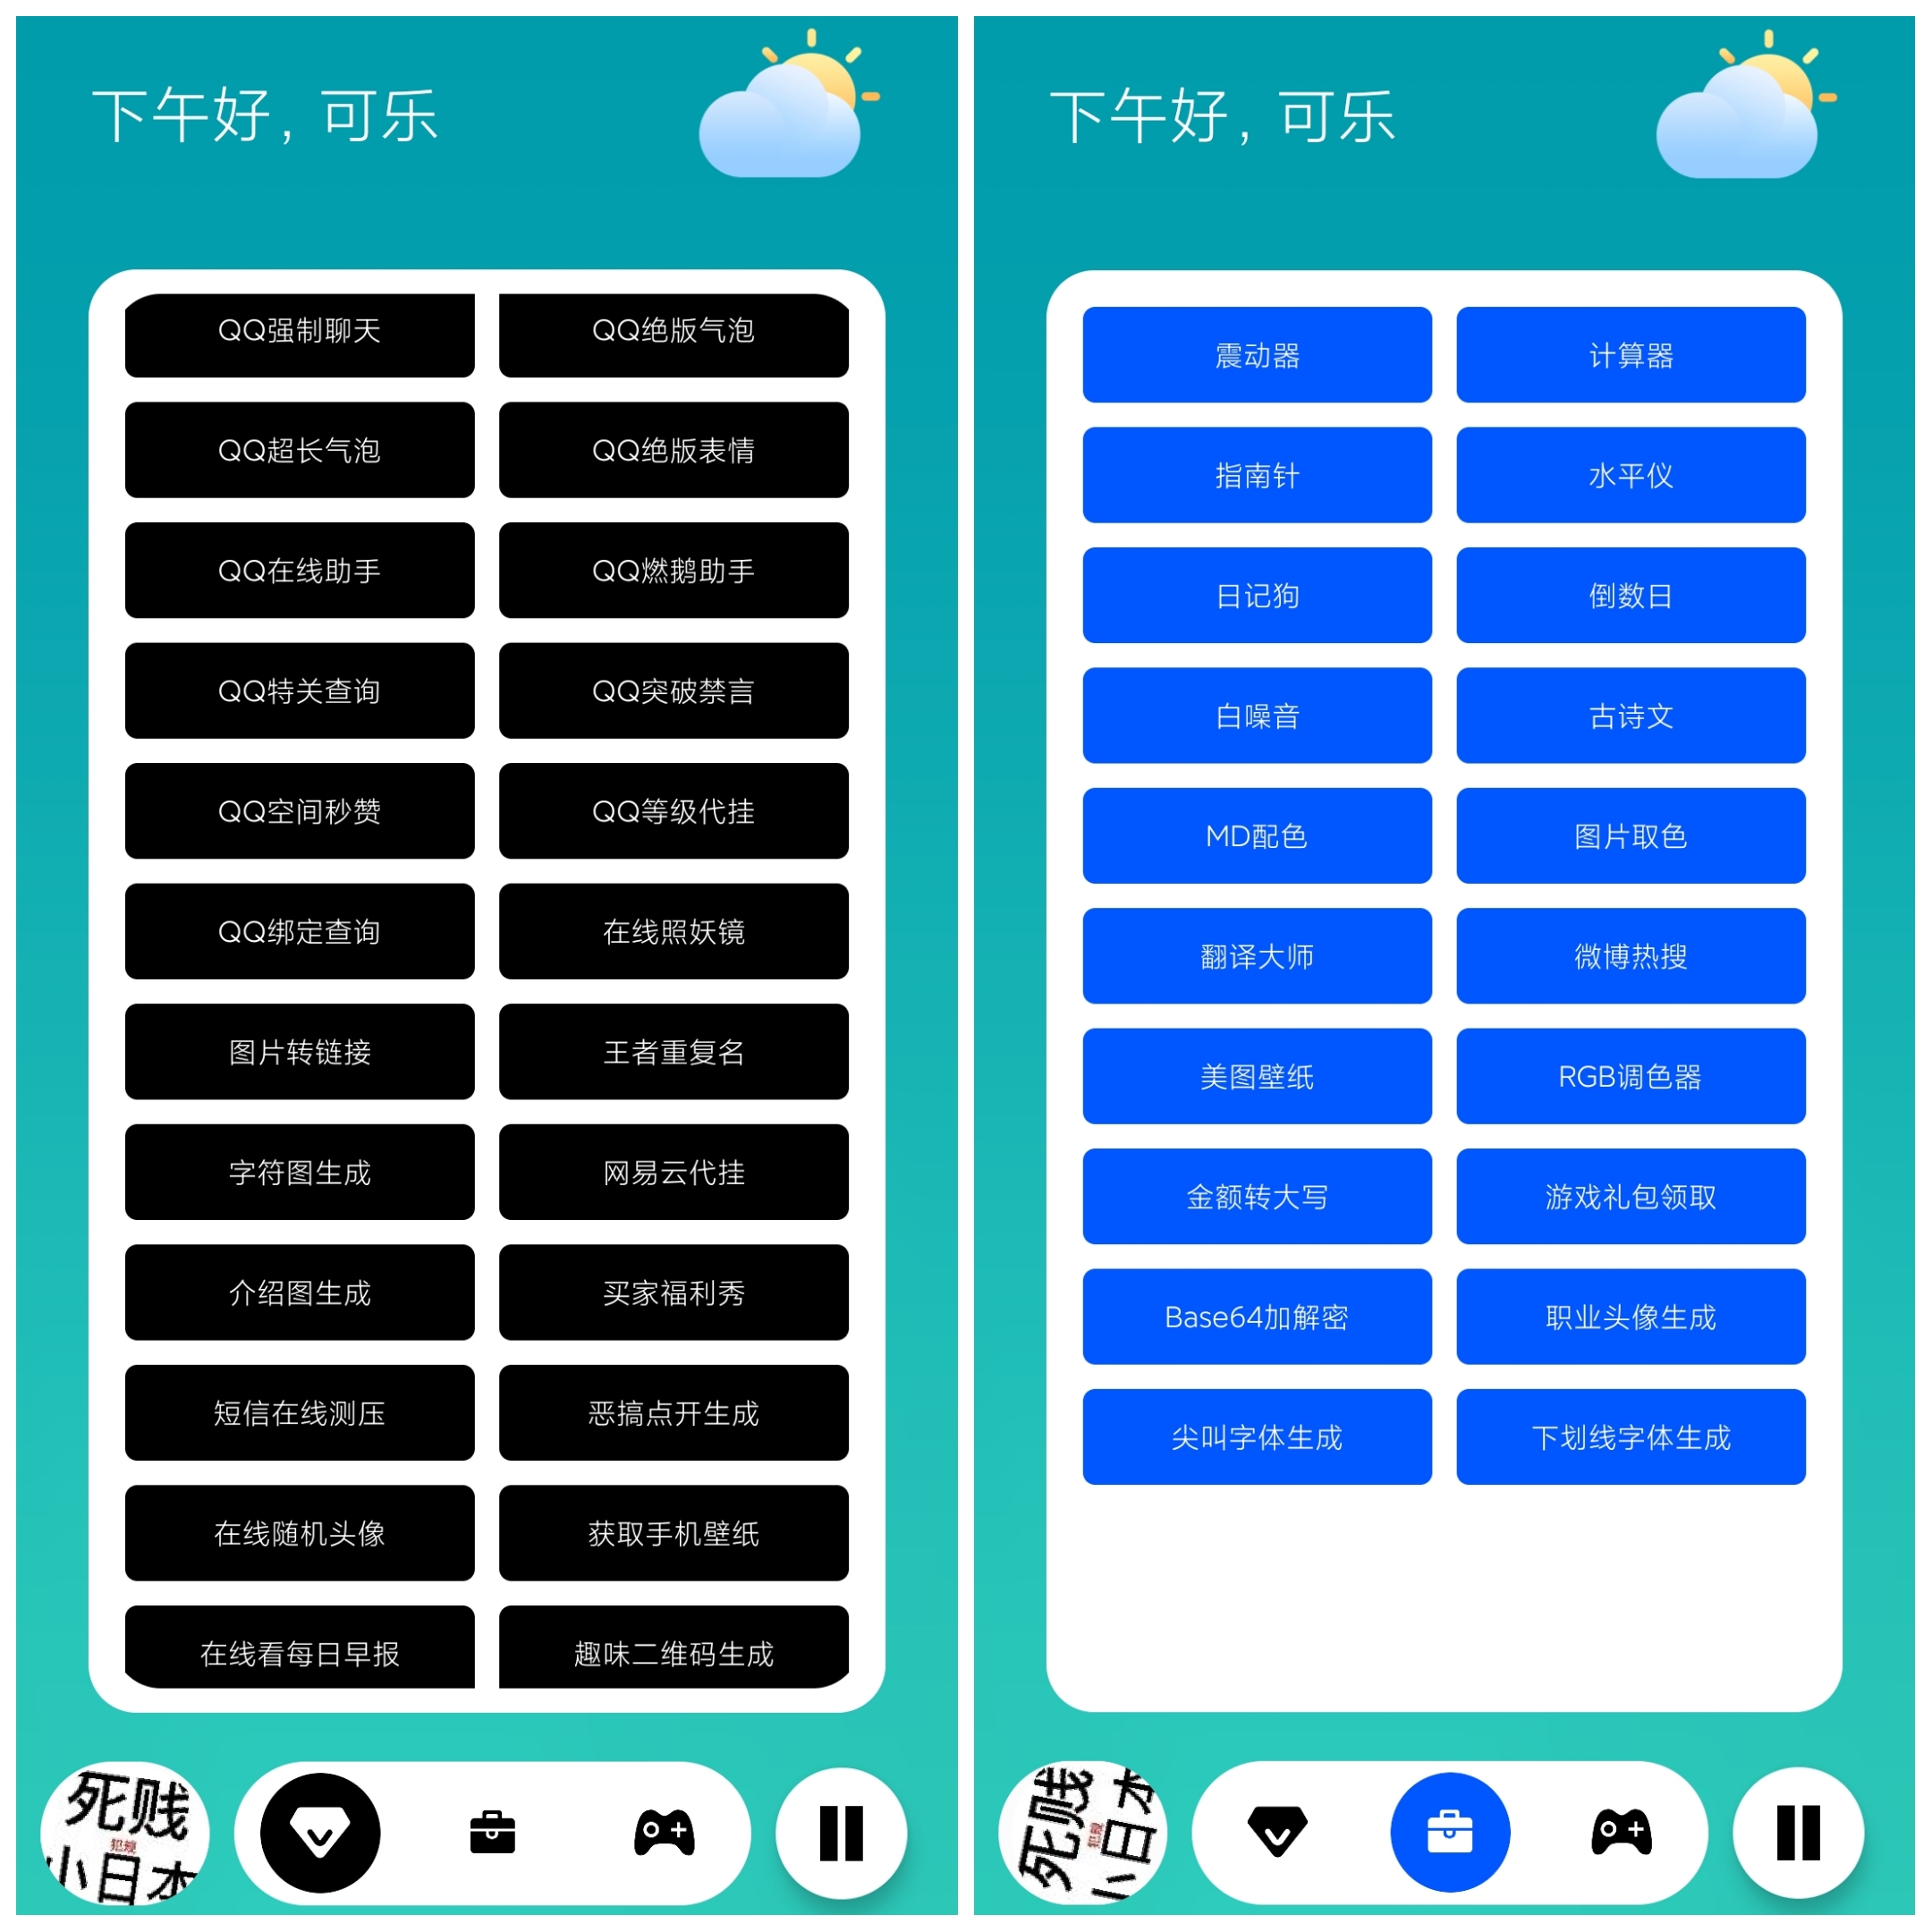 下午好, 可乐
QQ强制聊天
QQ绝版气泡
QQ超长气泡
QQ绝版表情
QQ在线助手
QQ燃鹅助手
QQ特关查询
QQ突破禁言
QQ空间秒赞
QQ等级代挂
QQ绑定查询
在线照妖镜
图片转链接
王者重复名
字符图生成
网易云代挂
介绍图生成
买家福利秀
短信在线测压
恶搞点开生成
在线随机头像
获取手机壁纸
在线看每日早报
趣味二维码生成
死贱
犯规
小日本
下午好, 可乐
震动器
计算器
指南针
水平仪
日记狗
倒数日
白噪音
古诗文
MD配色
图片取色
翻译大师
微博热搜
美图壁纸
RGB调色器
金额转大写
游戏礼包领取
Base64加解密
职业头像生成
尖叫字体生成
下划线字体生成
死贱
犯规
小日本